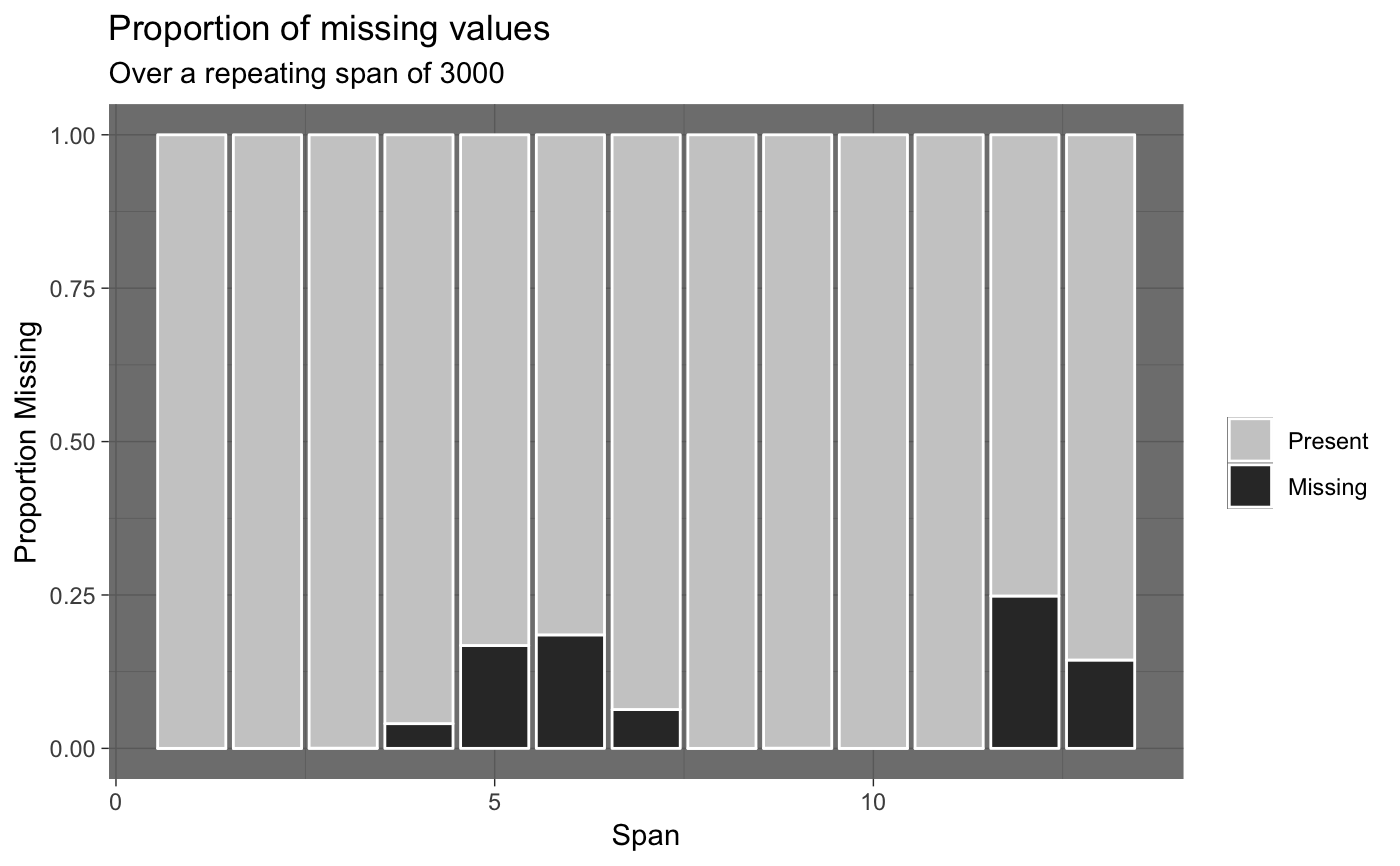 Proportion of missing values
Over a repeating span of 3000
Proportion Missing
1.00
0.75
0.50
0.25
0.00
0
5
10
Span
Present
Missing